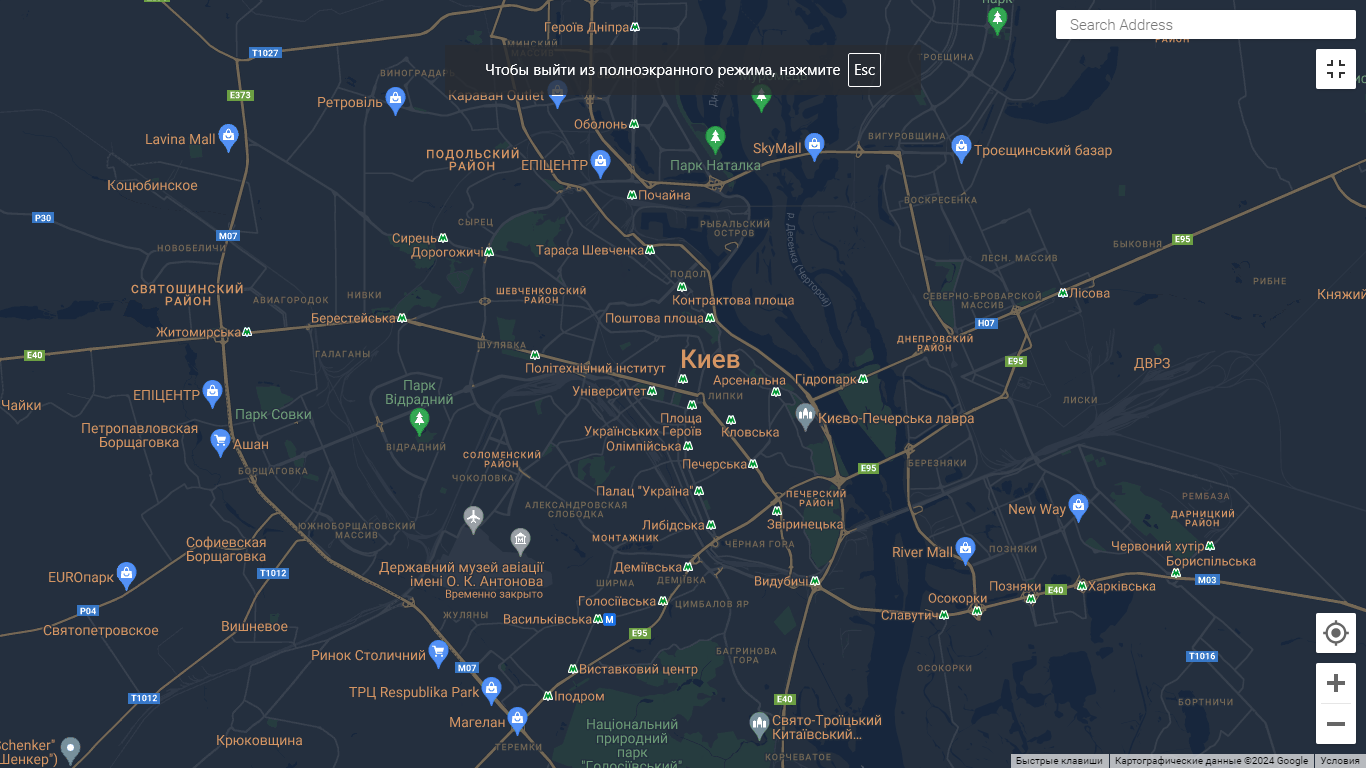 парк
Героїв Дніпра
Search Address
МИНСКИЙ
МАССИВ
РАЙОН
T1027
ТРОЕЩИНА
Чтобы выйти из полноэкранного режима, нажмите Esc
E373
Ретровіль
Караван Outlet
Lavina Mall
Оболонь
SkyMall
ВИГУРОВЩИНА
Троєщинський базар
ПОДОЛЬСКИЙ
РАЙОН
ЕПІЦЕНТР
Парк Наталка
Коцюбинское
Почайна
ВОСКРЕСЕНКА
P30
СЫРЕЦ
РЫБАЛЬСКИЙ
ОСТРОВ
р. Десенка (Черторой)
M07
Сирець
E95
БЫКОВНЯ
НОВОБЕЛИЧИ
Дорогожичі
Тараса Шевченка
ЛЕСН. МАССИВ
ПОДОЛ
РИБНЕ
СВЯТОШИНСКИЙ
РАЙОН
АВИАГОРОДОК
НИВКИ
ШЕВЧЕНКОВСКИЙ
РАЙОН
Контрактова площа
СЕВЕРНО-БРОВАРСКОЙ
МАССИВ
Лісова
Княжий
Берестейська
Поштова площа
H07
Житомирська
ШУЛЯВКА
ДНЕПРОВСКИЙ
РАЙОН
E40
ГАЛАГАНЫ
Киев
E95
ДВРЗ
Політехнічний інститут
Парк
Відрадний
Університет
Арсенальна
Гідропарк
ЛИПКИ
ЕПІЦЕНТР
ЛИСКИ
Чайки
Парк Совки
Площа
Українських Героїв
Кловська
Києво-Печерська лавра
Петропавловская
Борщаговка
Ашан
ВІДРАДНИЙ
Олімпійська
СОЛОМЕНСКИЙ
РАЙОН
Печерська
E95
БЕРЕЗНЯКИ
БОРЩАГОВКА
ЧОКОЛОВКА
Палац "Україна"
ПЕЧЕРСКИЙ
РАЙОН
РЕМБАЗА
АЛЕКСАНДРОВСКАЯ
СЛОБОДКА
New Way
ДАРНИЦКИЙ
РАЙОН
ЮЖНОБОРЩАГОВСКИЙ
МАССИВ
Либідська
Звіринецька
МОНТАЖНИК
Софиевская
Борщаговка
ЧЁРНАЯ ГОРА
River Mall
ПОЗНЯКИ
Червоний хутір
Бориспільська
EUROпарк
T1012
Державний музей авіації
імені О. К. Антонова
Временно закрыто
Деміївська
ШИРМА
ДЕМІЇВКА
Видубичі
M03
Позняки
E40
Харківська
Осокорки
P04
Голосіївська
ЦИМБАЛОВ ЯР
Славутич
ЖУЛЯНЫ
Васильківська
M
Святопетровское
Вишневое
E95
Ринок Столичний
БАГРИНОВА
ГОРА
T1016
M07
Виставковий центр
ОСОКОРКИ
T1012
ТРЦ Respublika Park
Іподром
E40
БОРТНИЧИ
Магелан
Національний
природний
парк
"Голосіївський"
Свято-Троїцький
Китаївський...
Крюковщина
ТЕРЕМКИ
КОРЧЕВАТОЕ
Schenker"
Шенкер")
Быстрые клавиши
Картографические данные ©2024 Google
Условия